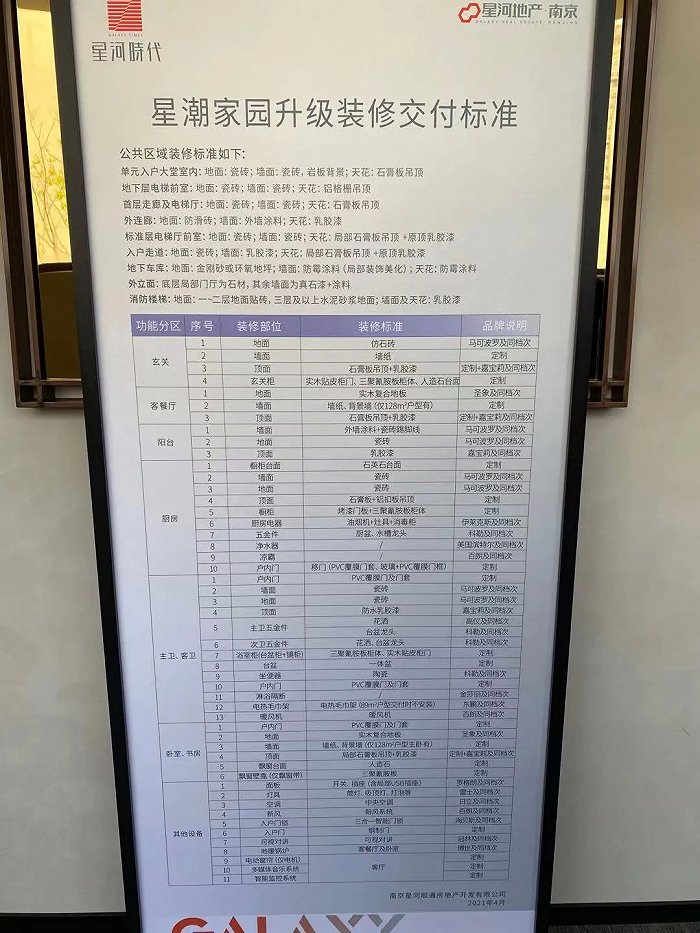 星河時代
GALAXY TIMES
星河地产·南京
GALAXY REAL ESTATE·NANJING
星潮家园升级装修交付标准
公共区域装修标准如下：
单元入户大堂室内：地面：瓷砖；墙面：瓷砖，岩板背景；天花：石膏板吊顶
地下层电梯前室：地面：瓷砖；墙面：瓷砖；天花：铝格栅吊顶
首层走廊及电梯厅：地面：瓷砖；墙面：瓷砖；天花：石膏板吊顶
外连廊：地面：防滑砖；墙面：外墙涂料；天花：乳胶漆
标准层电梯厅前室：地面：瓷砖；墙面：瓷砖；天花：局部石膏板吊顶+原顶乳胶漆
入户走道：地面：瓷砖；墙面：乳胶漆；天花：局部石膏板吊顶+原顶乳胶漆
地下车库：地面：金刚砂或环氧地坪；墙面：防霉涂料（局部装饰美化）；天花：防霉涂料
外立面：底层局部门厅为石材，其余墙面为真石漆+涂料
消防楼梯：地面：一~二层地面贴砖，三层及以上水泥砂浆地面；墙面及天花：乳胶漆
功能分区 序号 装修部位 装修标准 品牌说明
玄关
1 地面 仿石砖 马可波罗及同档次
2 墙面 墙纸 定制
3 顶面 石膏板吊顶+乳胶漆 定制+嘉宝莉及同档次
4 玄关柜 实木贴皮柜门、三聚氰胺板柜体、人造石台面 定制
客餐厅
1 地面 实木复合地板 圣象及同档次
2 墙面 墙纸、背景墙（仅128m²户型有） 定制
3 顶面 石膏板吊顶+乳胶漆 定制+嘉宝莉及同档次
阳台
1 墙面 外墙涂料+瓷砖踢脚线 马可波罗及同档次
2 地面 瓷砖 马可波罗及同档次
3 顶面 乳胶漆 嘉宝莉及同档次
厨房
1 橱柜台面 石英石台面 定制
2 墙面 瓷砖 马可波罗及同档次
3 地面 瓷砖 马可波罗及同档次
4 顶面 石膏板+铝扣板吊顶 定制
5 橱柜 烤漆门板+三聚氰胺板柜体 定制
6 厨房电器 油烟机+灶具+消毒柜 伊莱克斯及同档次
7 五金件 厨盆、水槽龙头 科勒及同档次
8 净水器 / 美国滨特尔及同档次
9 凉霸 / 百朗及同档次
10 户内门 移门（PVC覆膜门套、玻璃+PVC覆膜门框） 定制
主卫、客卫
1 户内门 PVC覆膜门及门套 定制
2 墙面 瓷砖 马可波罗及同档次
3 地面 瓷砖 马可波罗及同档次
4 顶面 防水乳胶漆 嘉宝莉及同档次
5 主卫五金件 花洒 高仪及同档次
台盆龙头 科勒及同档次
6 次卫五金件 花洒、台盆龙头 科勒及同档次
7 浴室柜（台盆柜+镜柜） 三聚氰胺板柜体、实木贴皮柜门 定制
8 台盆 一体盆 定制
9 坐便器 陶瓷 科勒及同档次
10 户内门 PVC覆膜门及门套 定制
11 淋浴隔断 / 金莎丽及同档次
12 电热毛巾架 电热毛巾架（89m²户型交付时不安装） 东鹏及同档次
13 暖风机 暖风机 百朗及同档次
卧室、书房
1 户内门 PVC覆膜门及门套 定制
2 地面 实木复合地板 圣象及同档次
3 墙面 墙纸、背景墙（仅128m²户型主卧有） 定制
4 顶面 局部石膏板吊顶+乳胶漆 定制+嘉宝莉及同档次
5 飘窗台面 人造石 定制
6 飘窗壁龛（仅飘窗带） 三聚氰胺板 定制
其他设备
1 面板 开关、插座（含局部USB插座） 罗格朗及同档次
2 灯具 筒灯、吸顶灯、灯泡等 雷士及同档次
3 空调 中央空调 日立及同档次
4 新风 新风系统 百朗及同档次
5 入户门锁 三合一智能门锁 海贝斯及同档次
6 入户门 钢制门 定制
7 可视对讲 可视对讲 冠林及同档次
8 地暖锅炉 客餐厅及卧室 博世及同档次
9 电动窗帘（仅电机） 客厅 定制
10 多媒体音乐系统 定制
11 智能监控系统 定制
南京星河顺通房地产开发有限公司
2021年4月
GALAXY